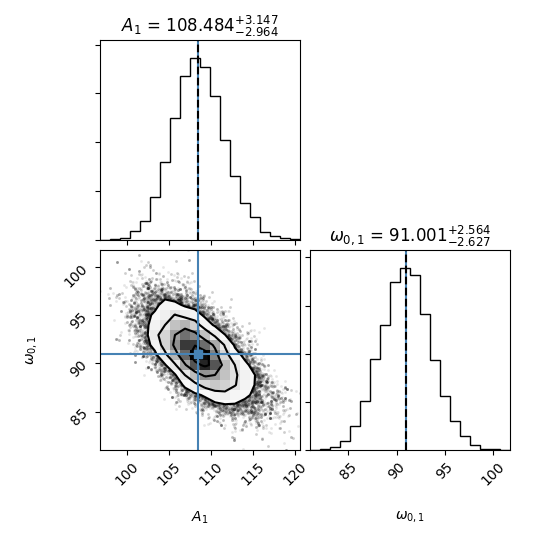 A₁ = 108.484⁺³·¹⁴⁷₋₂.₉₆₄
ω₀,₁ = 91.001⁺²·⁵⁶⁴₋₂.₆₂₇
100
95
90
85
ω₀,₁
100 105 110 115 120
85 90 95 100
A₁
ω₀,₁